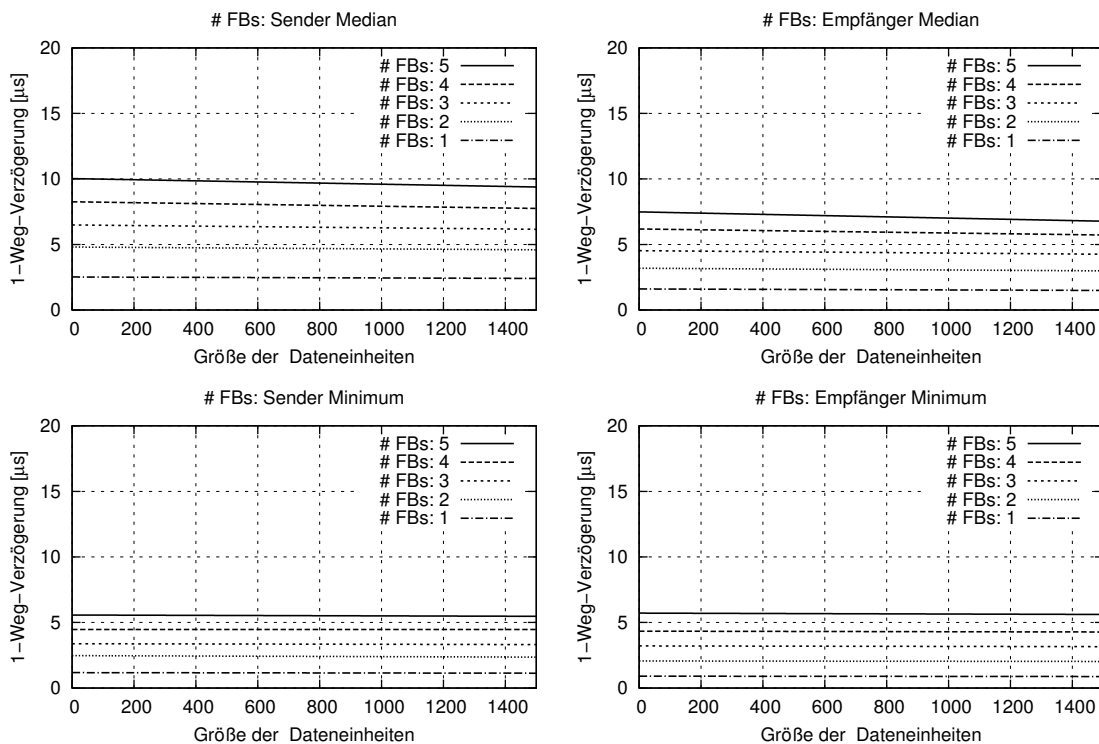 # FBs: Sender Median
1−Weg−Verzögerung [µs]
20
15
10
5
0
# FBs: 5
# FBs: 4
# FBs: 3
# FBs: 2
# FBs: 1
0 200 400 600 800 1000 1200 1400
Größe der Dateneinheiten
# FBs: Empfänger Median
1−Weg−Verzögerung [µs]
20
15
10
5
0
# FBs: 5
# FBs: 4
# FBs: 3
# FBs: 2
# FBs: 1
0 200 400 600 800 1000 1200 1400
Größe der Dateneinheiten
# FBs: Sender Minimum
1−Weg−Verzögerung [µs]
20
15
10
5
0
# FBs: 5
# FBs: 4
# FBs: 3
# FBs: 2
# FBs: 1
0 200 400 600 800 1000 1200 1400
Größe der Dateneinheiten
# FBs: Empfänger Minimum
1−Weg−Verzögerung [µs]
20
15
10
5
0
# FBs: 5
# FBs: 4
# FBs: 3
# FBs: 2
# FBs: 1
0 200 400 600 800 1000 1200 1400
Größe der Dateneinheiten